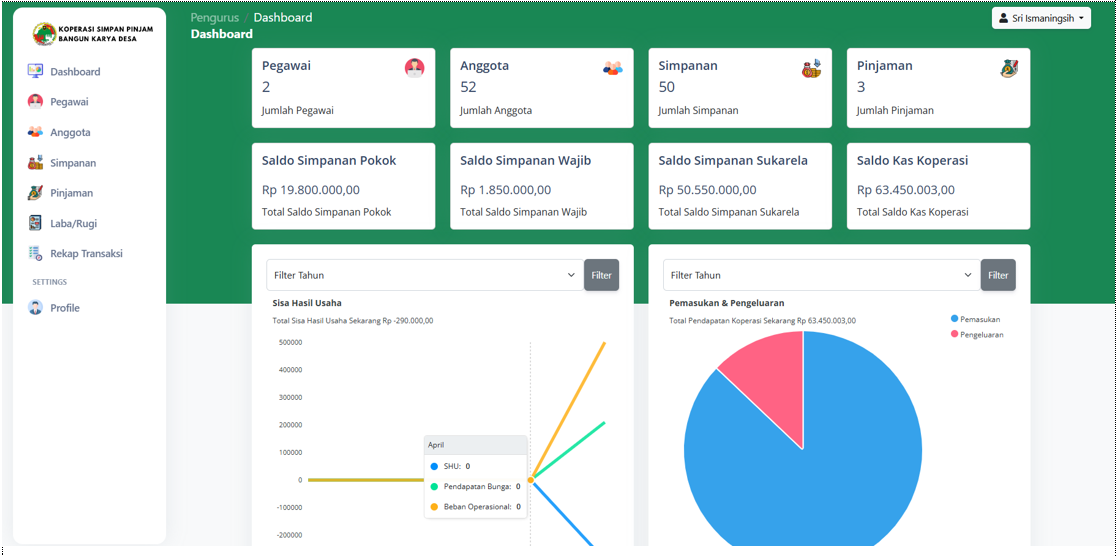 KOPERASI SIMPAN PINJAM
BANGUN KARYA DESA
Dashboard
Pegawai
Anggota
Simpanan
Pinjaman
Laba/Rugi
Rekap Transaksi
SETTINGS
Profile
Pengurus / Dashboard
Dashboard
Sri Ismaningsih
Pegawai
2
Jumlah Pegawai
Anggota
52
Jumlah Anggota
Simpanan
50
Jumlah Simpanan
Pinjaman
3
Jumlah Pinjaman
Saldo Simpanan Pokok
Rp 19.800.000,00
Total Saldo Simpanan Pokok
Saldo Simpanan Wajib
Rp 1.850.000,00
Total Saldo Simpanan Wajib
Saldo Simpanan Sukarela
Rp 50.550.000,00
Total Saldo Simpanan Sukarela
Saldo Kas Koperasi
Rp 63.450.003,00
Total Saldo Kas Koperasi
Filter Tahun
Filter
Sisa Hasil Usaha
Total Sisa Hasil Usaha Sekarang Rp -290.000,00
500000
400000
300000
200000
100000
0
-100000
-200000
April
SHU: 0
Pendapatan Bunga: 0
Beban Operasional: 0
Filter Tahun
Filter
Pemasukan & Pengeluaran
Total Pendapatan Koperasi Sekarang Rp 63.450.003,00
Pemasukan
Pengeluaran